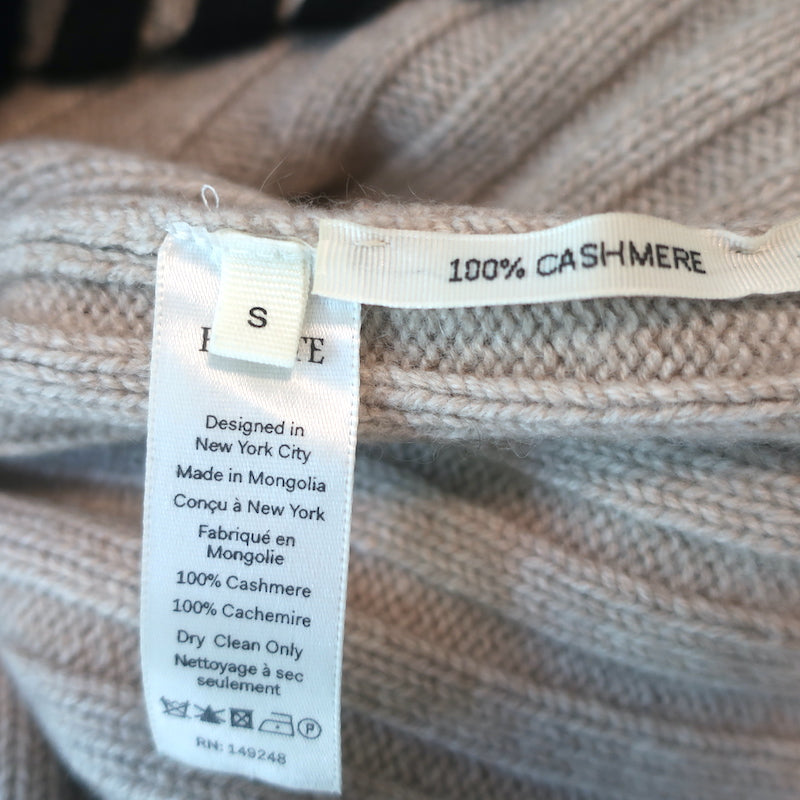 100% CASHMERE
S
Designed in
New York City
Made in Mongolia
Conçu à New York
Fabriqué en
Mongolie
100% Cashmere
100% Cachemire
Dry Clean Only
Nettoyage à sec
seulement
P
RN: 149248